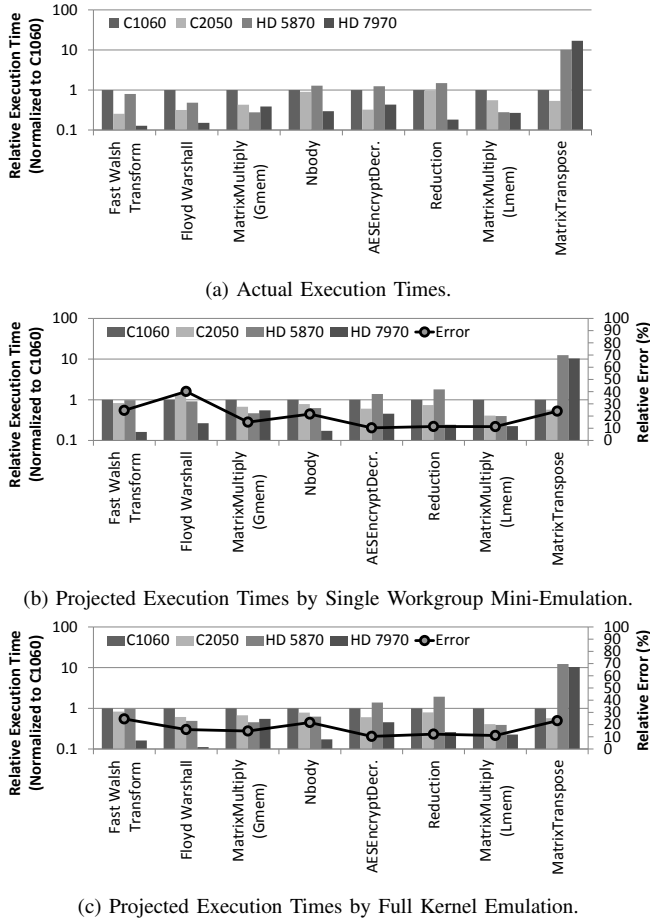 C1060 C2050 HD 5870 HD 7970
Relative Execution Time
(Normalized to C1060)
100
10
1
0.1
Fast Walsh
Transform
Floyd Warshall
MatrixMultiply
(Gmem)
Nbody
AESEncryptDecr.
Reduction
MatrixMultiply
(Lmem)
MatrixTranspose
(a) Actual Execution Times.
C1060 C2050 HD 5870 HD 7970 Error
Relative Execution Time
(Normalized to C1060)
100
10
1
0.1
100
90
80
70
60
50
40
30
20
10
0
Relative Error (%)
Fast Walsh
Transform
Floyd Warshall
MatrixMultiply
(Gmem)
Nbody
AESEncryptDecr.
Reduction
MatrixMultiply
(Lmem)
MatrixTranspose
(b) Projected Execution Times by Single Workgroup Mini-Emulation.
C1060 C2050 HD 5870 HD 7970 Error
Relative Execution Time
(Normalized to C1060)
100
10
1
0.1
100
90
80
70
60
50
40
30
20
10
0
Relative Error (%)
Fast Walsh
Transform
Floyd Warshall
MatrixMultiply
(Gmem)
Nbody
AESEncryptDecr.
Reduction
MatrixMultiply
(Lmem)
MatrixTranspose
(c) Projected Execution Times by Full Kernel Emulation.